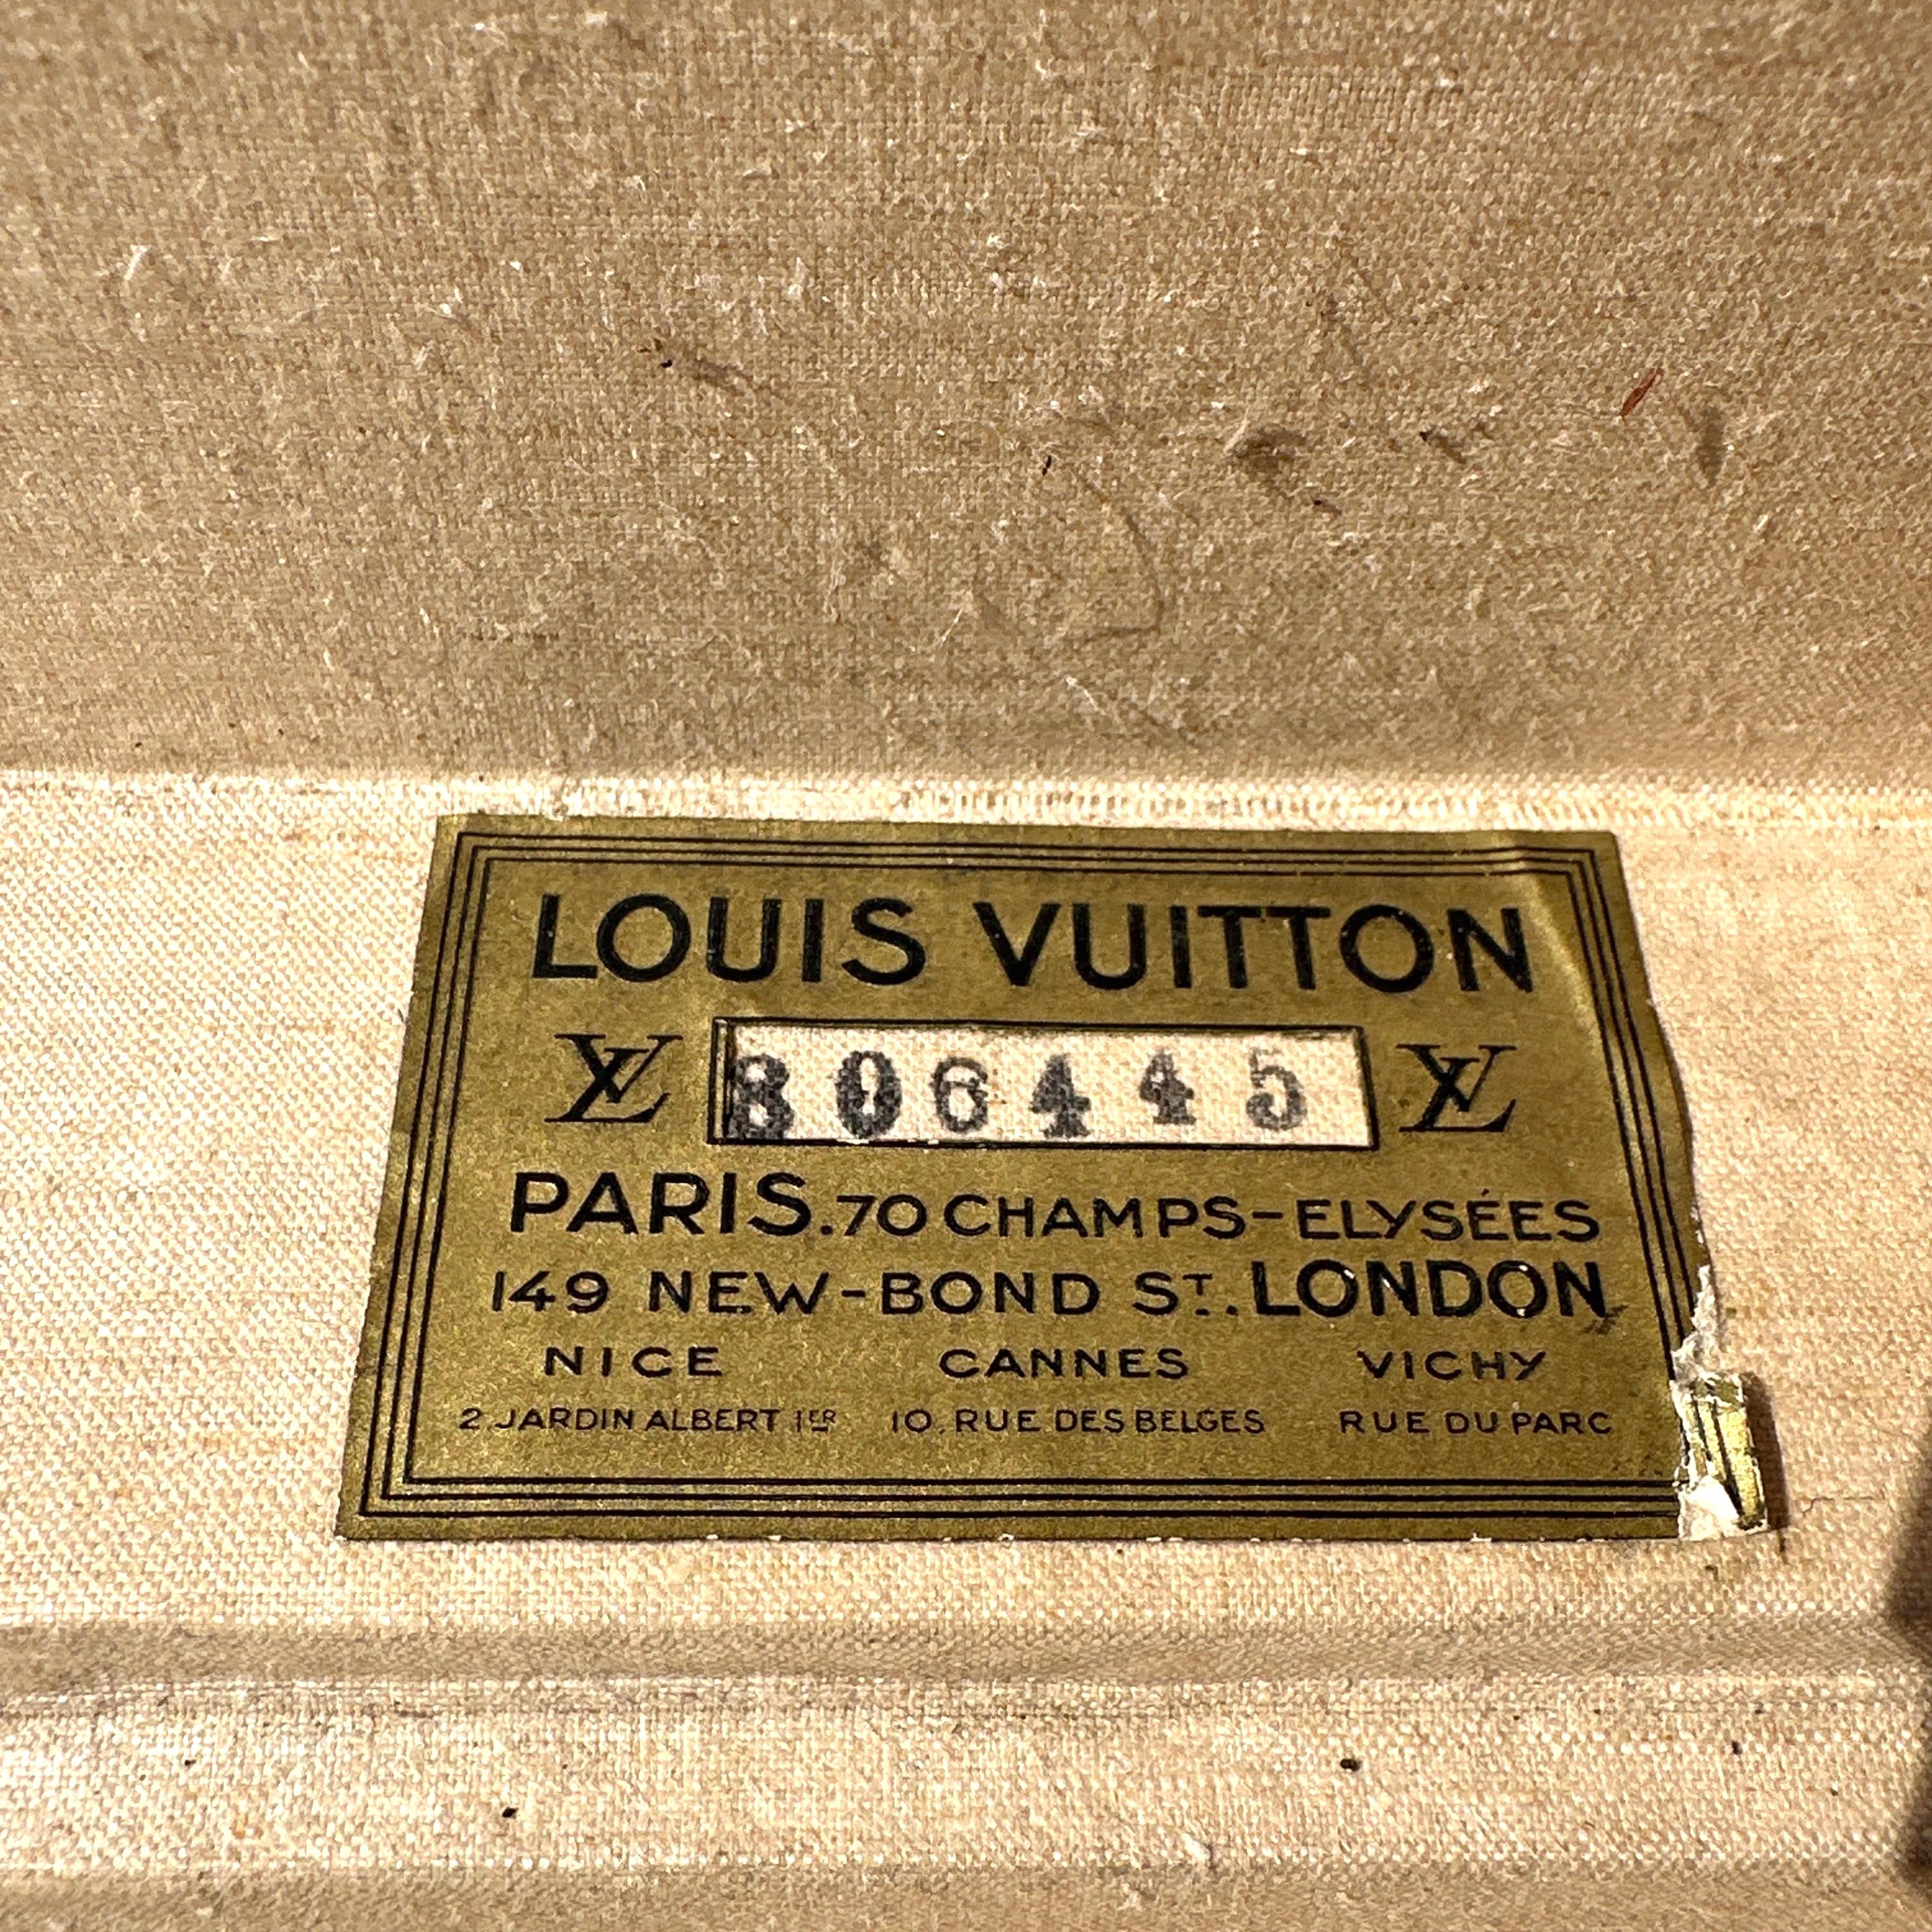 LOUIS VUITTON
LV 806445 LV
PARIS.70 CHAMPS-ELYSÉES
149 NEW-BOND ST. LONDON
NICE CANNES VICHY
2 JARDIN ALBERT 1ER 10, RUE DES BELGES RUE DU PARC